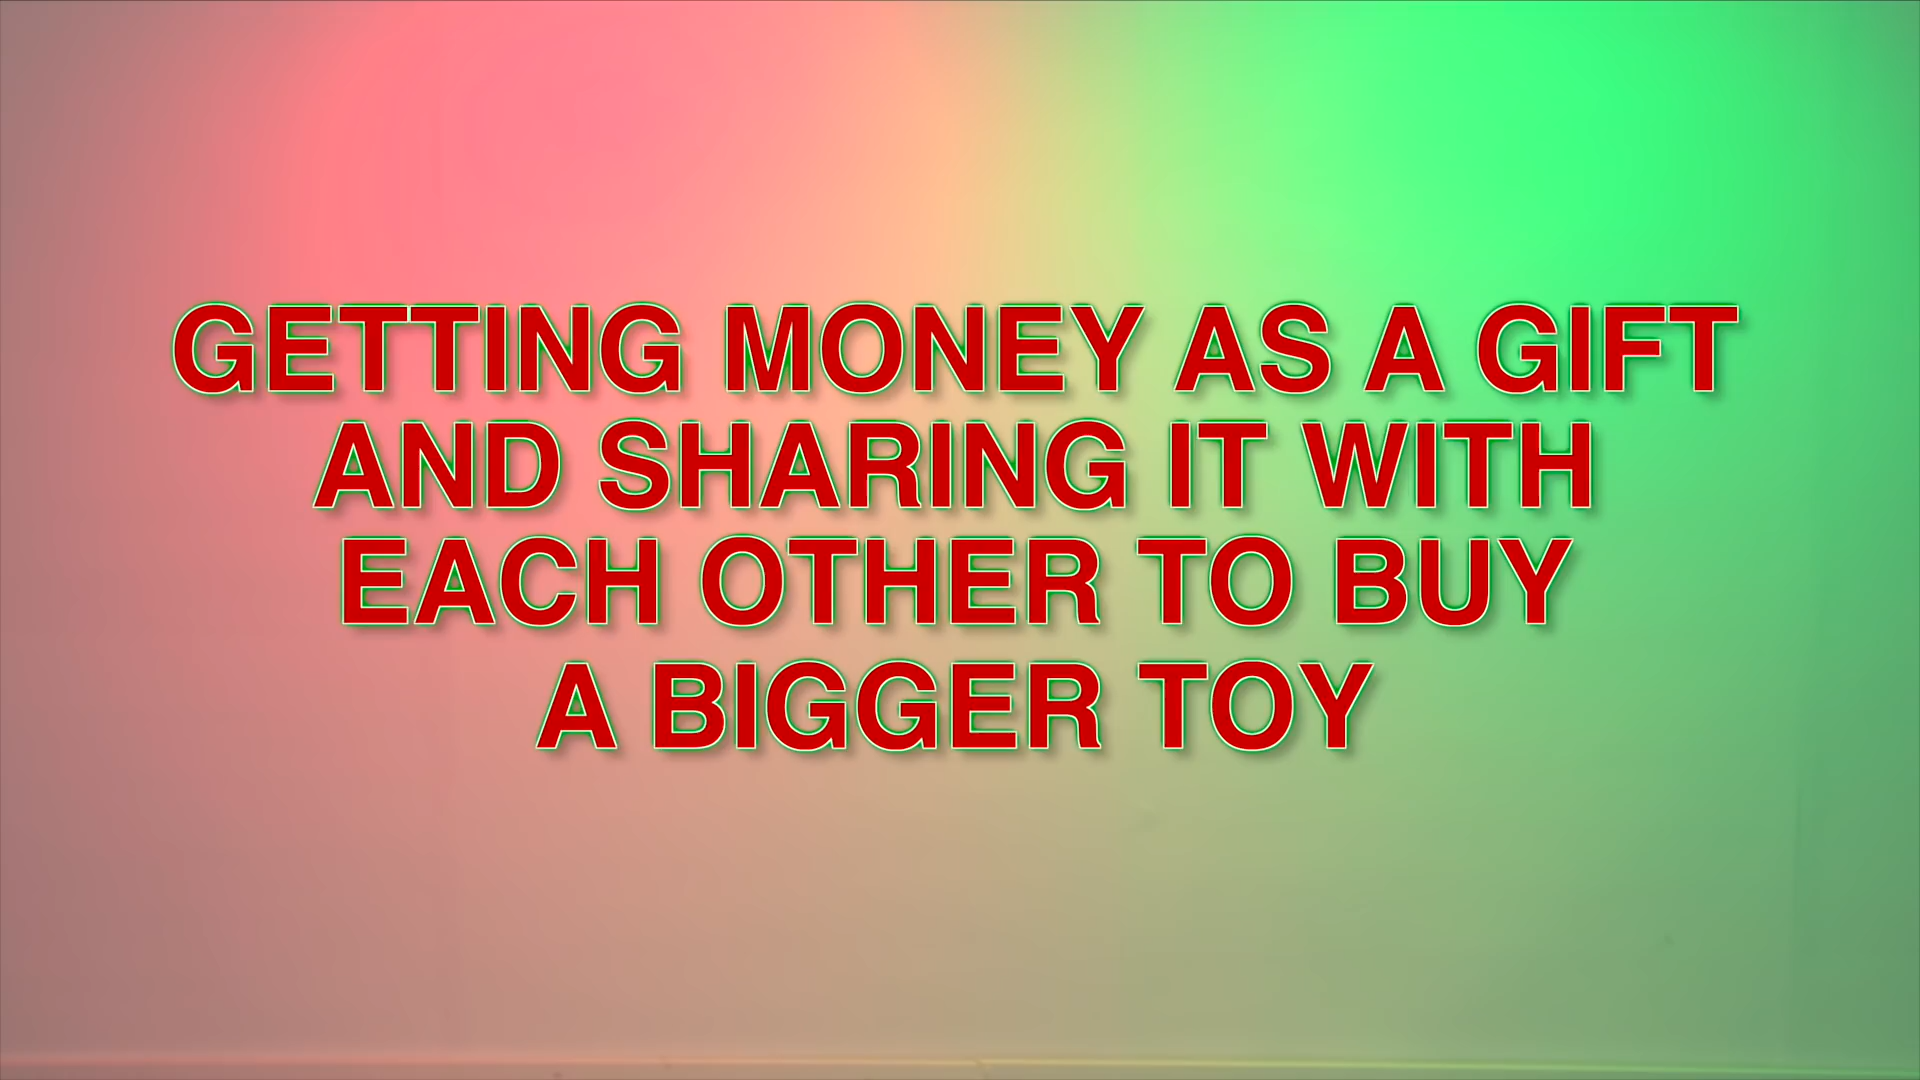 GETTING MONEY AS A GIFT
AND SHARING IT WITH
EACH OTHER TO BUY
A BIGGER TOY